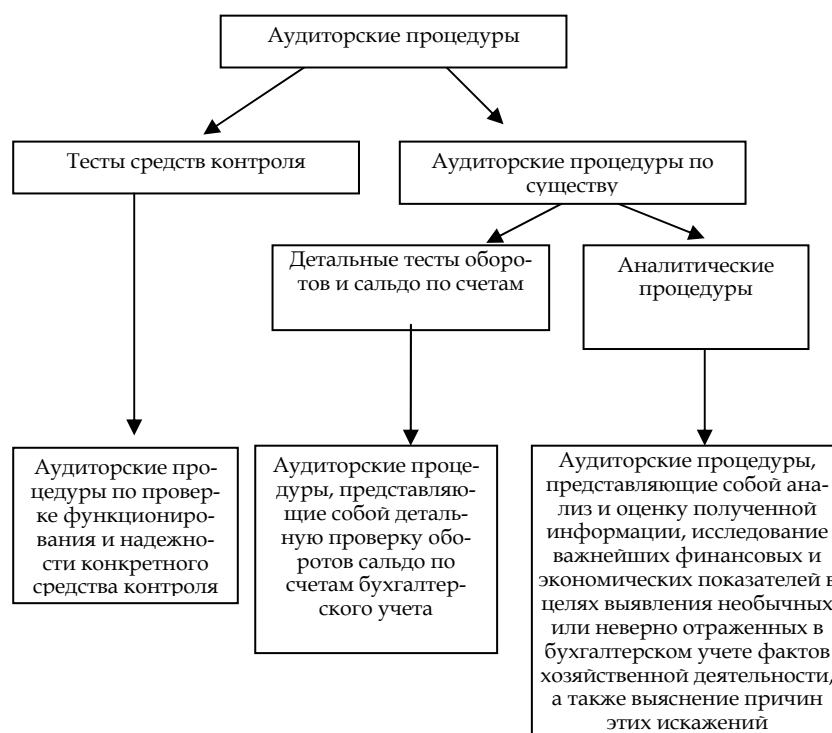 Аудиторские процедуры
Тесты средств контроля
Аудиторские процедуры по
существу
Детальные тесты оборо-
тов и сальдо по счетам
Аналитические
процедуры
Аудиторские про-
цедуры по провер-
ке функциониро-
вания и надежно-
сти конкретного
средства контроля
Аудиторские проце-
дуры, представляю-
щие собой деталь-
ную проверку обо-
ротов сальдо по
счетам бухгалтер-
ского учета
Аудиторские процедуры,
представляющие собой ана-
лиз и оценку полученной
информации, исследование
важнейших финансовых и
экономических показателей в
целях выявления необычных
или неверно отраженных в
бухгалтерском учете фактов
хозяйственной деятельности,
а также выяснение причин
этих искажений